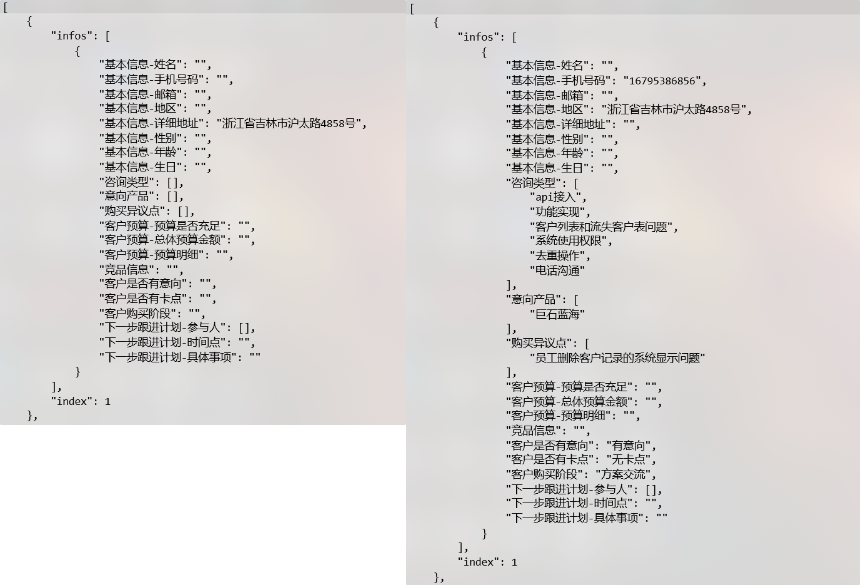 [
{
"infos": [
{
"基本信息-姓名": "",
"基本信息-手机号码": "",
"基本信息-邮箱": "",
"基本信息-地区": "",
"基本信息-详细地址": "浙江省吉林市沪太路4858号",
"基本信息-性别": "",
"基本信息-年龄": "",
"基本信息-生日": "",
"咨询类型": [],
"意向产品": [],
"购买异议点": [],
"客户预算-预算是否充足": "",
"客户预算-总体预算金额": "",
"客户预算-预算明细": "",
"竞品信息": "",
"客户是否有意向": "",
"客户是否有卡点": "",
"客户购买阶段": "",
"下一步跟进计划-参与人": [],
"下一步跟进计划-时间点": "",
"下一步跟进计划-具体事项": ""
}
],
"index": 1
},
[
{
"infos": [
{
"基本信息-姓名": "",
"基本信息-手机号码": "16795386856",
"基本信息-邮箱": "",
"基本信息-地区": "浙江省吉林市沪太路4858号",
"基本信息-详细地址": "",
"基本信息-性别": "",
"基本信息-年龄": "",
"基本信息-生日": "",
"咨询类型": [
"api接入",
"功能实现",
"客户列表和流失客户表问题",
"系统使用权限",
"去重操作",
"电话沟通"
],
"意向产品": [
"巨石蓝海"
],
"购买异议点": [
"员工删除客户记录的系统显示问题"
],
"客户预算-预算是否充足": "",
"客户预算-总体预算金额": "",
"客户预算-预算明细": "",
"竞品信息": "",
"客户是否有意向": "有意向",
"客户是否有卡点": "无卡点",
"客户购买阶段": "方案交流",
"下一步跟进计划-参与人": [],
"下一步跟进计划-时间点": "",
"下一步跟进计划-具体事项": ""
}
],
"index": 1
},